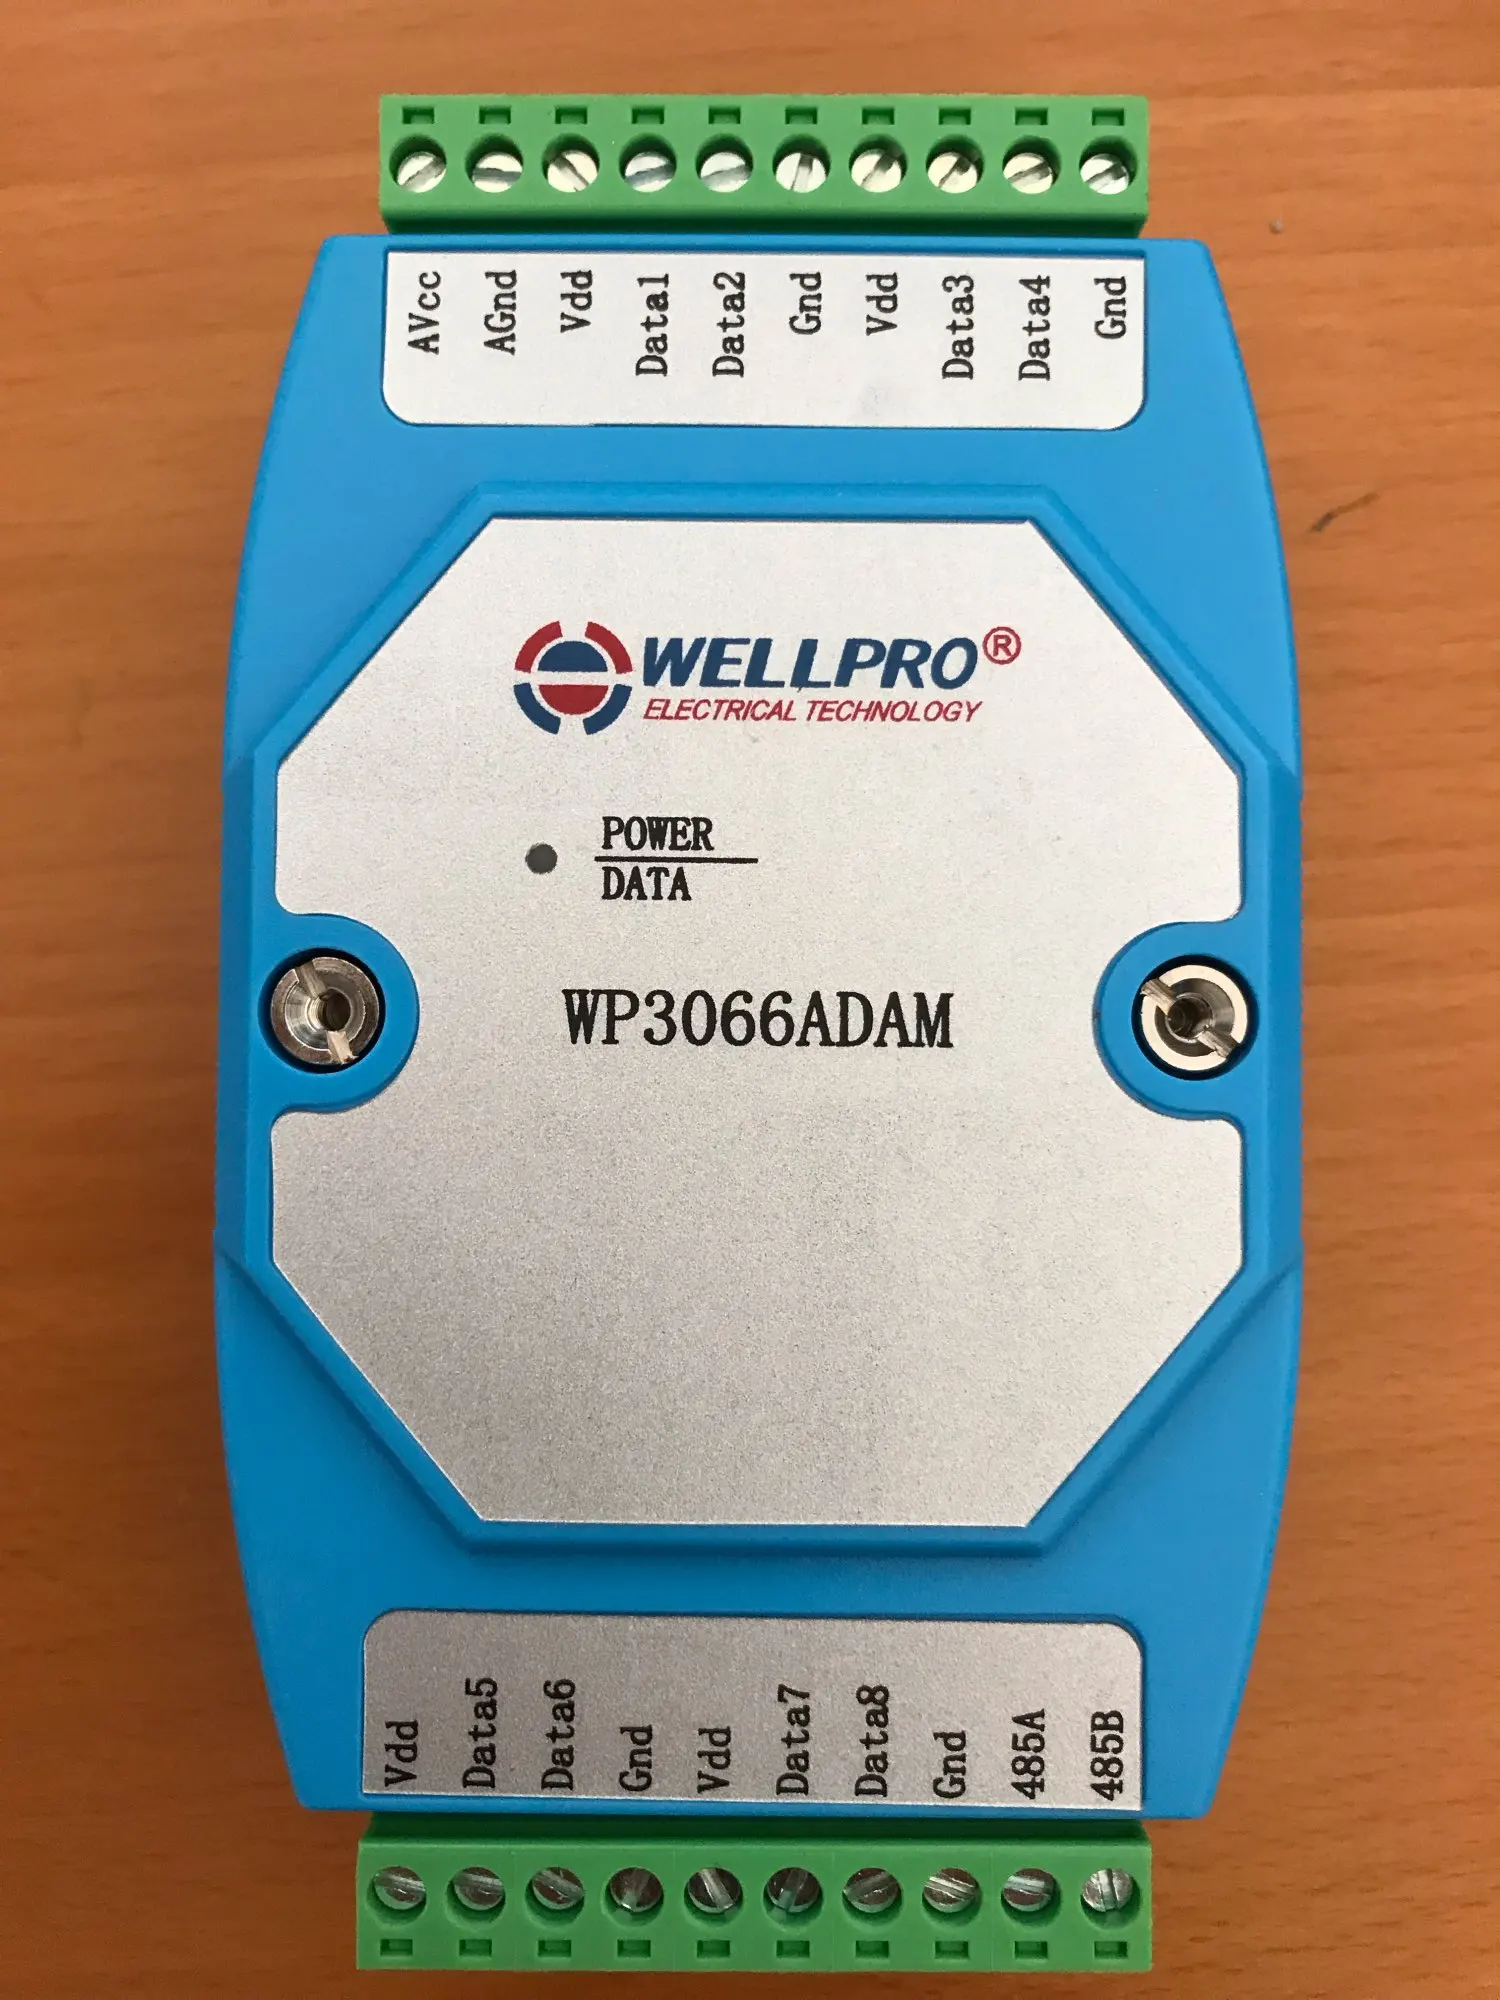 AVcc
AGnd
Vdd
Data1
Data2
Gnd
Vdd
Data3
Data4
Gnd
WELLPRO®
ELECTRICAL TECHNOLOGY
POWER
DATA
WP3066ADAM
Vdd
Data5
Data6
Gnd
Vdd
Data7
Data8
Gnd
485A
485B